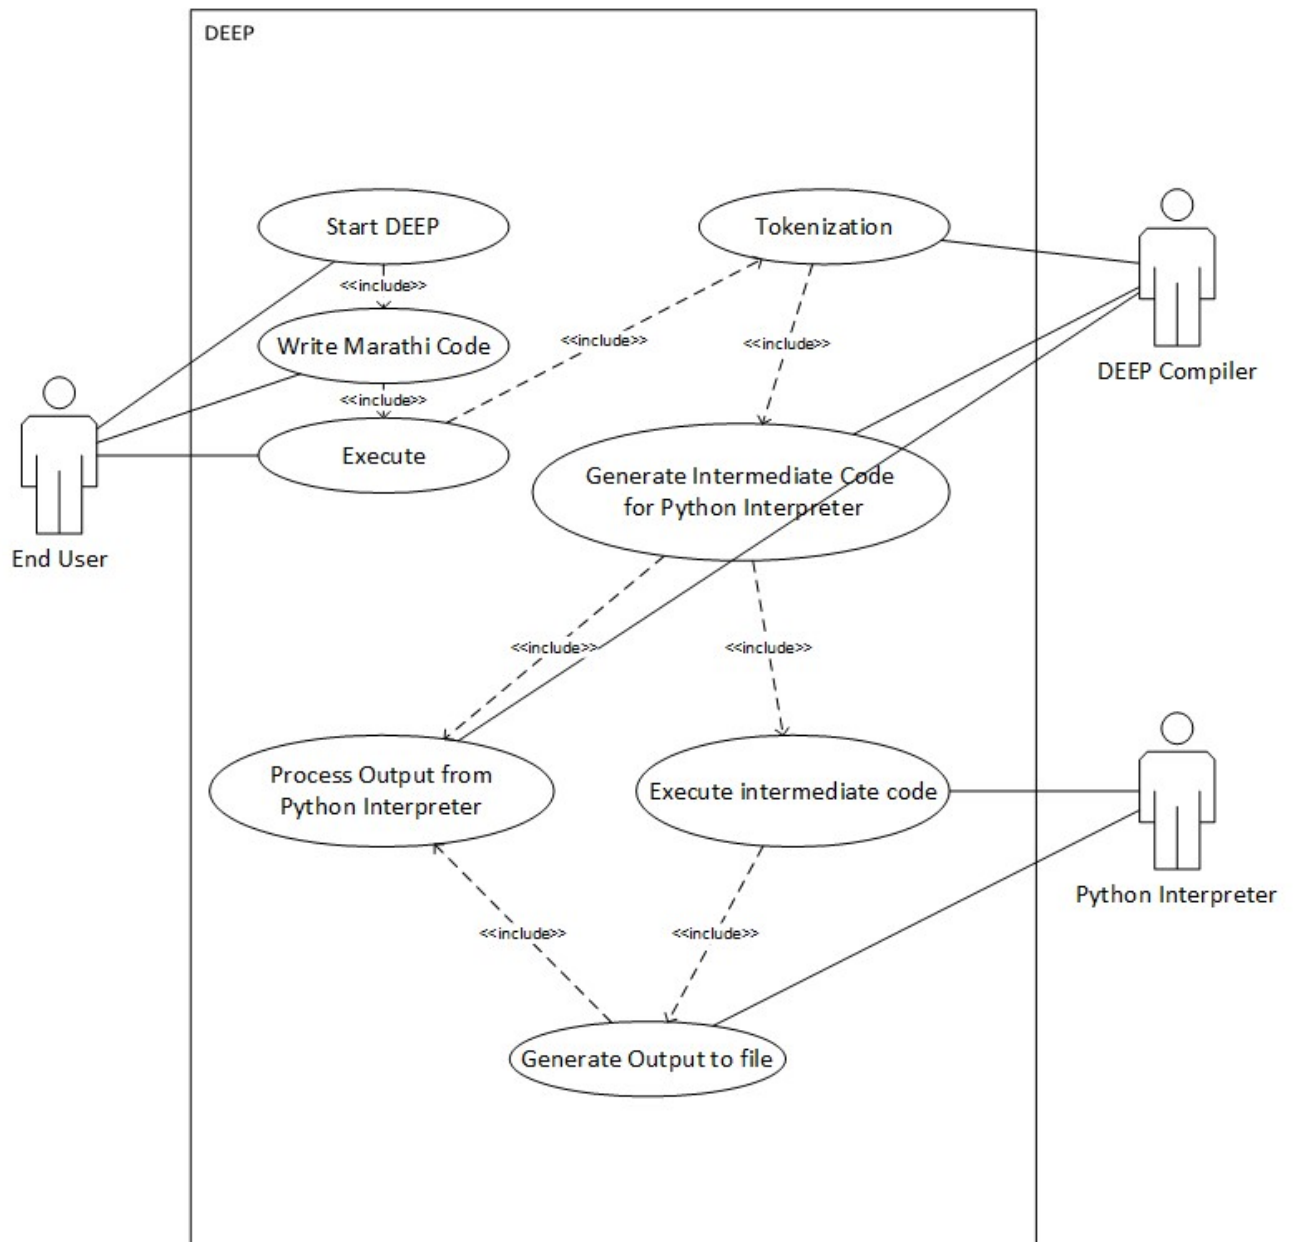 DEEP
Start DEEP
Tokenization
<<include>>
Write Marathi Code
<<include>>
<<include>>
DEEP Compiler
<<include>>
Execute
Generate Intermediate Code
for Python Interpreter
End User
<<include>>
<<include>>
Process Output from
Python Interpreter
Execute intermediate code
Python Interpreter
<<include>>
<<include>>
Generate Output to file